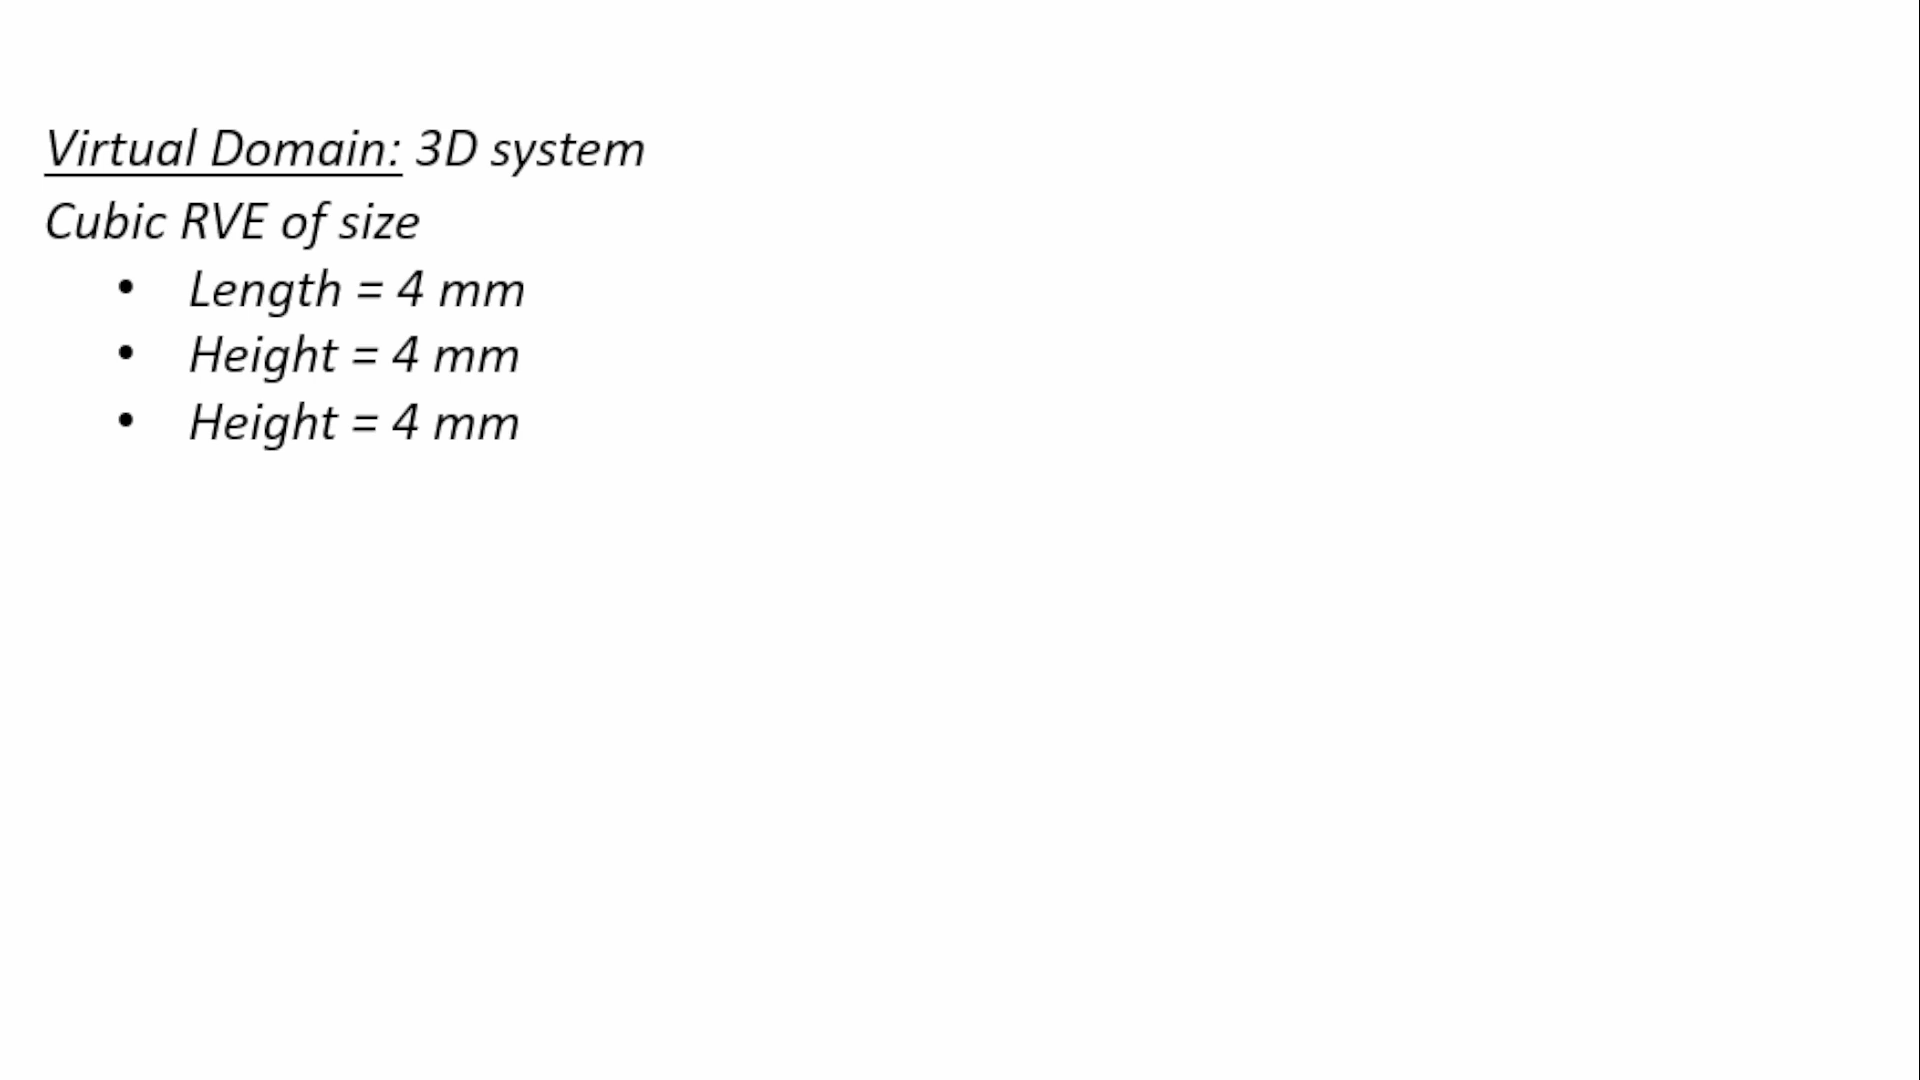 Virtual Domain: 3D system
Cubic RVE of size
• Length = 4 mm
• Height = 4 mm
• Height = 4 mm